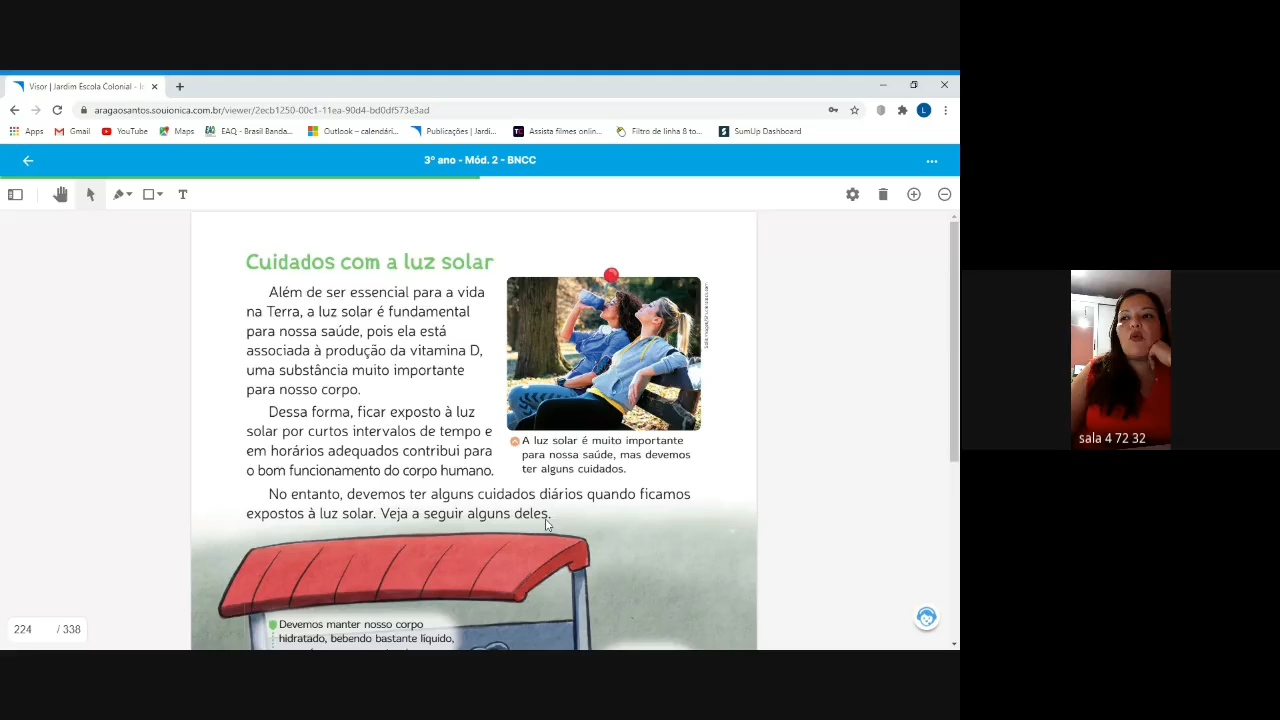 Visor | Jardim Escola Colonial - I
aragaosantos.souionica.com.br/viewer/2ecb1250-00c1-11ea-90d4-bd0df573e3ad
Apps Gmail YouTube Maps EAQ - Brasil Banda... Outlook – calendári... Publicações | Jardi... Assista filmes onlin... Filtro de linha 8 to... SumUp Dashboard
3º ano - Mód. 2 - BNCC
Cuidados com a luz solar
Além de ser essencial para a vida
na Terra, a luz solar é fundamental
para nossa saúde, pois ela está
associada à produção da vitamina D,
uma substância muito importante
para nosso corpo.
Dessa forma, ficar exposto à luz
solar por curtos intervalos de tempo e
em horários adequados contribui para
o bom funcionamento do corpo humano.
A luz solar é muito importante
para nossa saúde, mas devemos
ter alguns cuidados.
No entanto, devemos ter alguns cuidados diários quando ficamos
expostos à luz solar. Veja a seguir alguns deles.
Devemos manter nosso corpo
hidratado, bebendo bastante líquido,
224 / 338
sala 4 72 32